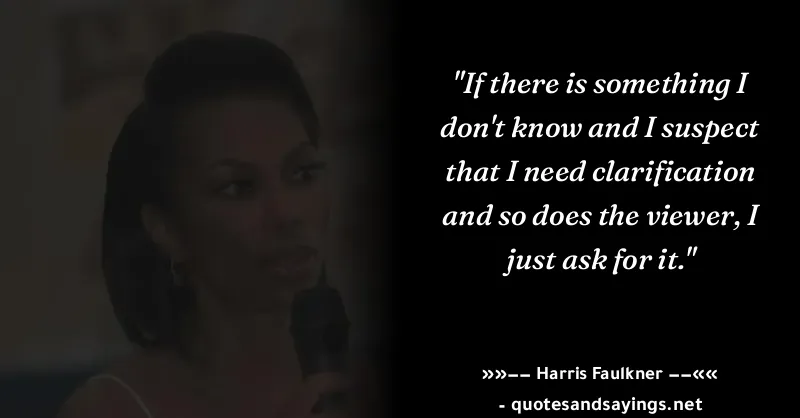 "If there is something I
don't know and I suspect
that I need clarification
and so does the viewer, I
just ask for it."
»»−− Harris Faulkner −−««
- quotesandsayings.net